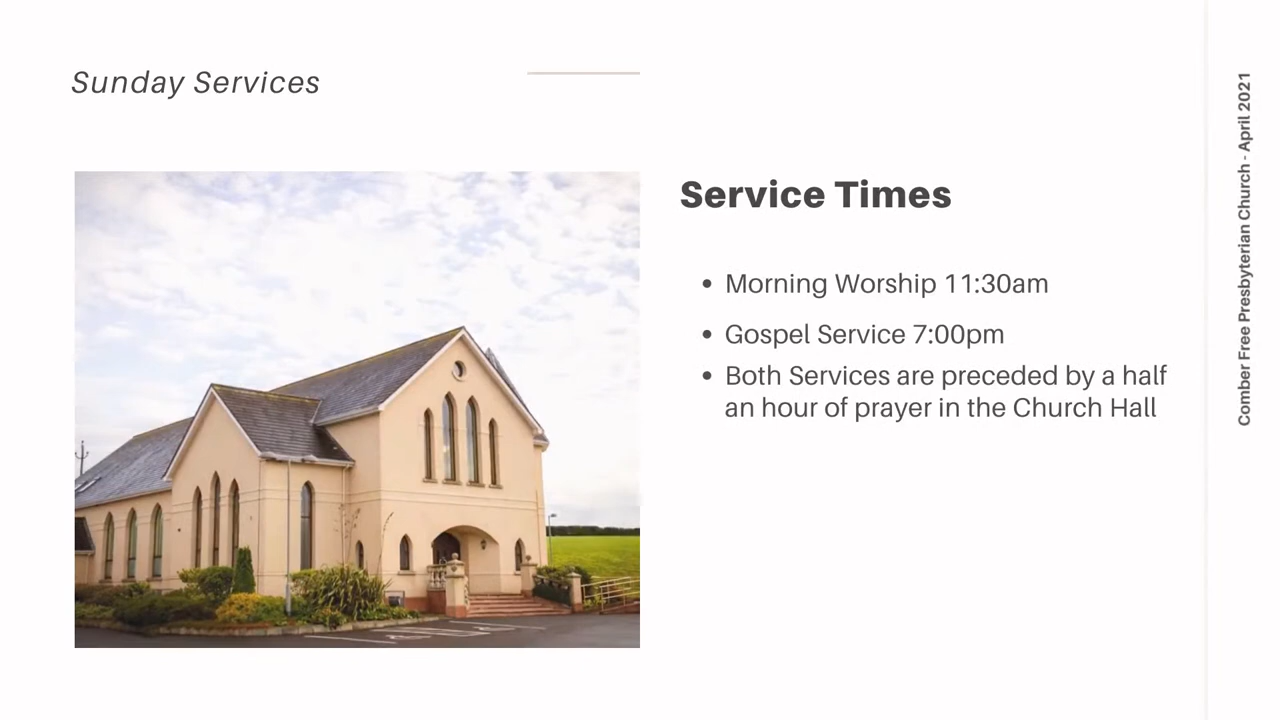 Sunday Services
Service Times
• Morning Worship 11:30am
• Gospel Service 7:00pm
• Both Services are preceded by a half
an hour of prayer in the Church Hall
Comber Free Presbyterian Church - April 2021